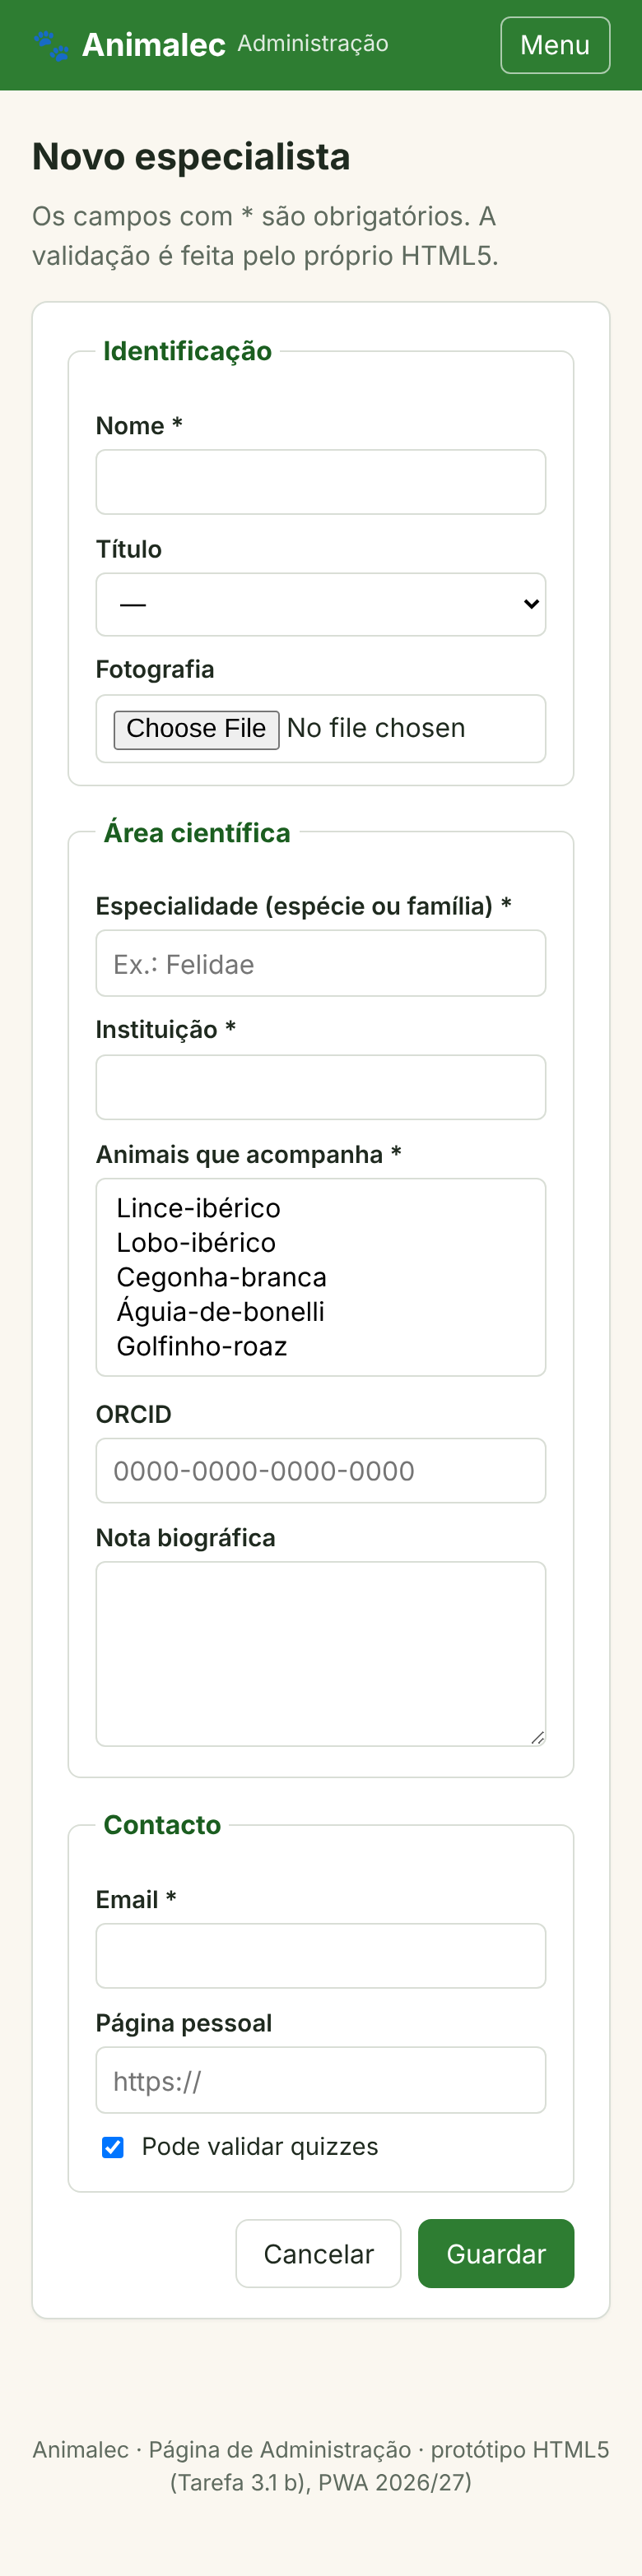 Animalec Administração
Menu
Novo especialista
Os campos com * são obrigatórios. A
validação é feita pelo próprio HTML5.
Identificação
Nome *
Título
—
Fotografia
Choose File No file chosen
Área científica
Especialidade (espécie ou família) *
Ex.: Felidae
Instituição *
Animais que acompanha *
Lince-ibérico
Lobo-ibérico
Cegonha-branca
Águia-de-bonelli
Golfinho-roaz
ORCID
0000-0000-0000-0000
Nota biográfica
Contacto
Email *
Página pessoal
https://
Pode validar quizzes
Cancelar
Guardar
Animalec · Página de Administração · protótipo HTML5
(Tarefa 3.1 b), PWA 2026/27)